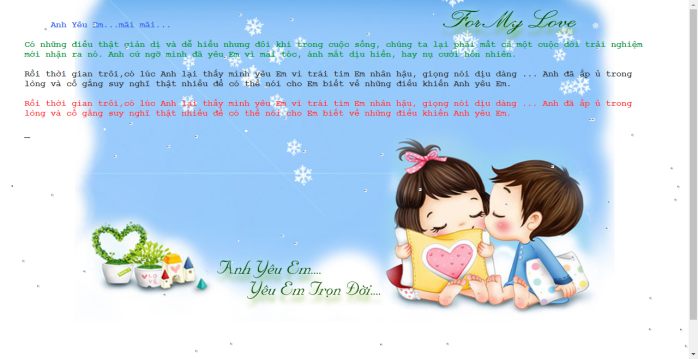 Anh Yêu Em...mãi mãi...
For My Love
Có những điều thật giản dị và dễ hiểu nhưng đôi khi trong cuộc sống, chúng ta lại phải mất cả một cuộc đời trải nghiệm
mới nhận ra nó. Anh cứ ngỡ mình đã yêu Em vì mái tóc, ánh mắt dịu hiền, hay nụ cười hồn nhiên.
Rồi thời gian trôi,có lúc Anh lại thấy mình yêu Em vì trái tim Em nhân hậu, giọng nói dịu dàng ... Anh đã ấp ủ trong
lòng và cố gắng suy nghĩ thật nhiều để có thể nói cho Em biết về những điều khiến Anh yêu Em.
Rồi thời gian trôi,có lúc Anh lại thấy mình yêu Em vì trái tim Em nhân hậu, giọng nói dịu dàng ... Anh đã ấp ủ trong
lòng và cố gắng suy nghĩ thật nhiều để có thể nói cho Em biết về những điều khiến Anh yêu Em.
Anh Yêu Em....
Yêu Em Trọn Đời....